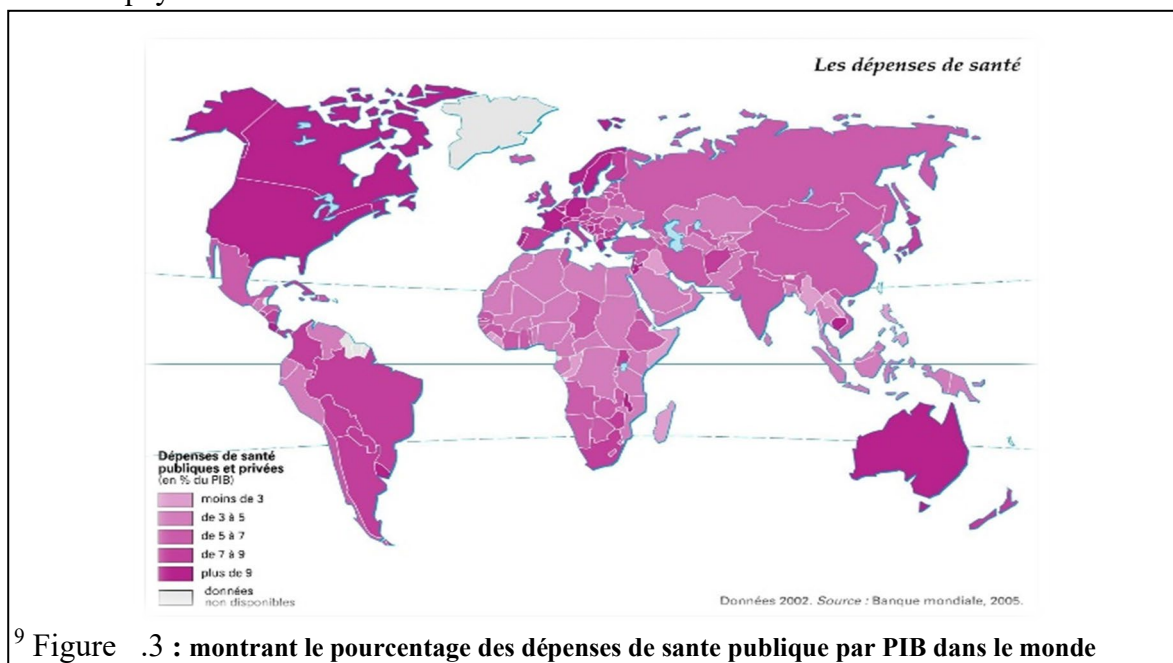 Les dépenses de santé
Dépenses de santé
publiques et privées
(en % du PIB)
moins de 3
de 3 à 5
de 5 à 7
de 7 à 9
plus de 9
données
non disponibles
Données 2002. Source : Banque mondiale, 2005.
9 Figure .3 : montrant le pourcentage des dépenses de sante publique par PIB dans le monde